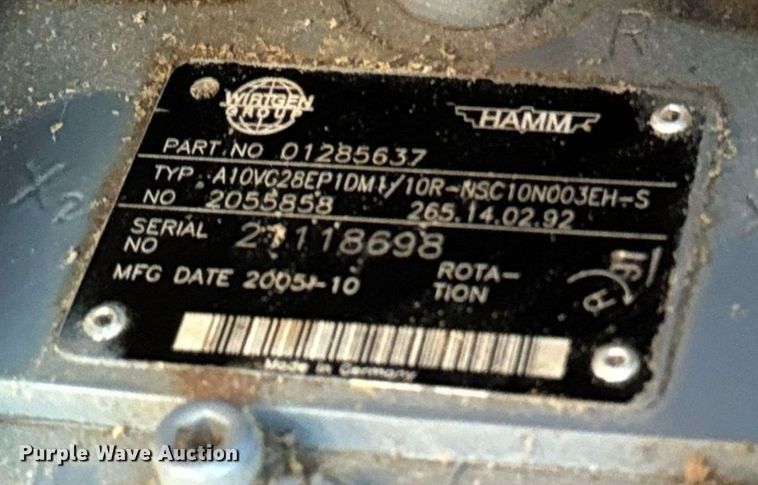 R
WIRTGEN
GROUP
HAMM
PART.NO 01285637
TYP A10VG28EP1DM1/10R-NSC10N003EH-S
NO 2055858 265.14.02.92
SERIAL NO 21118698
MFG DATE 2005/10
ROTA-
TION
Made in Germany
X2
Purple Wave Auction